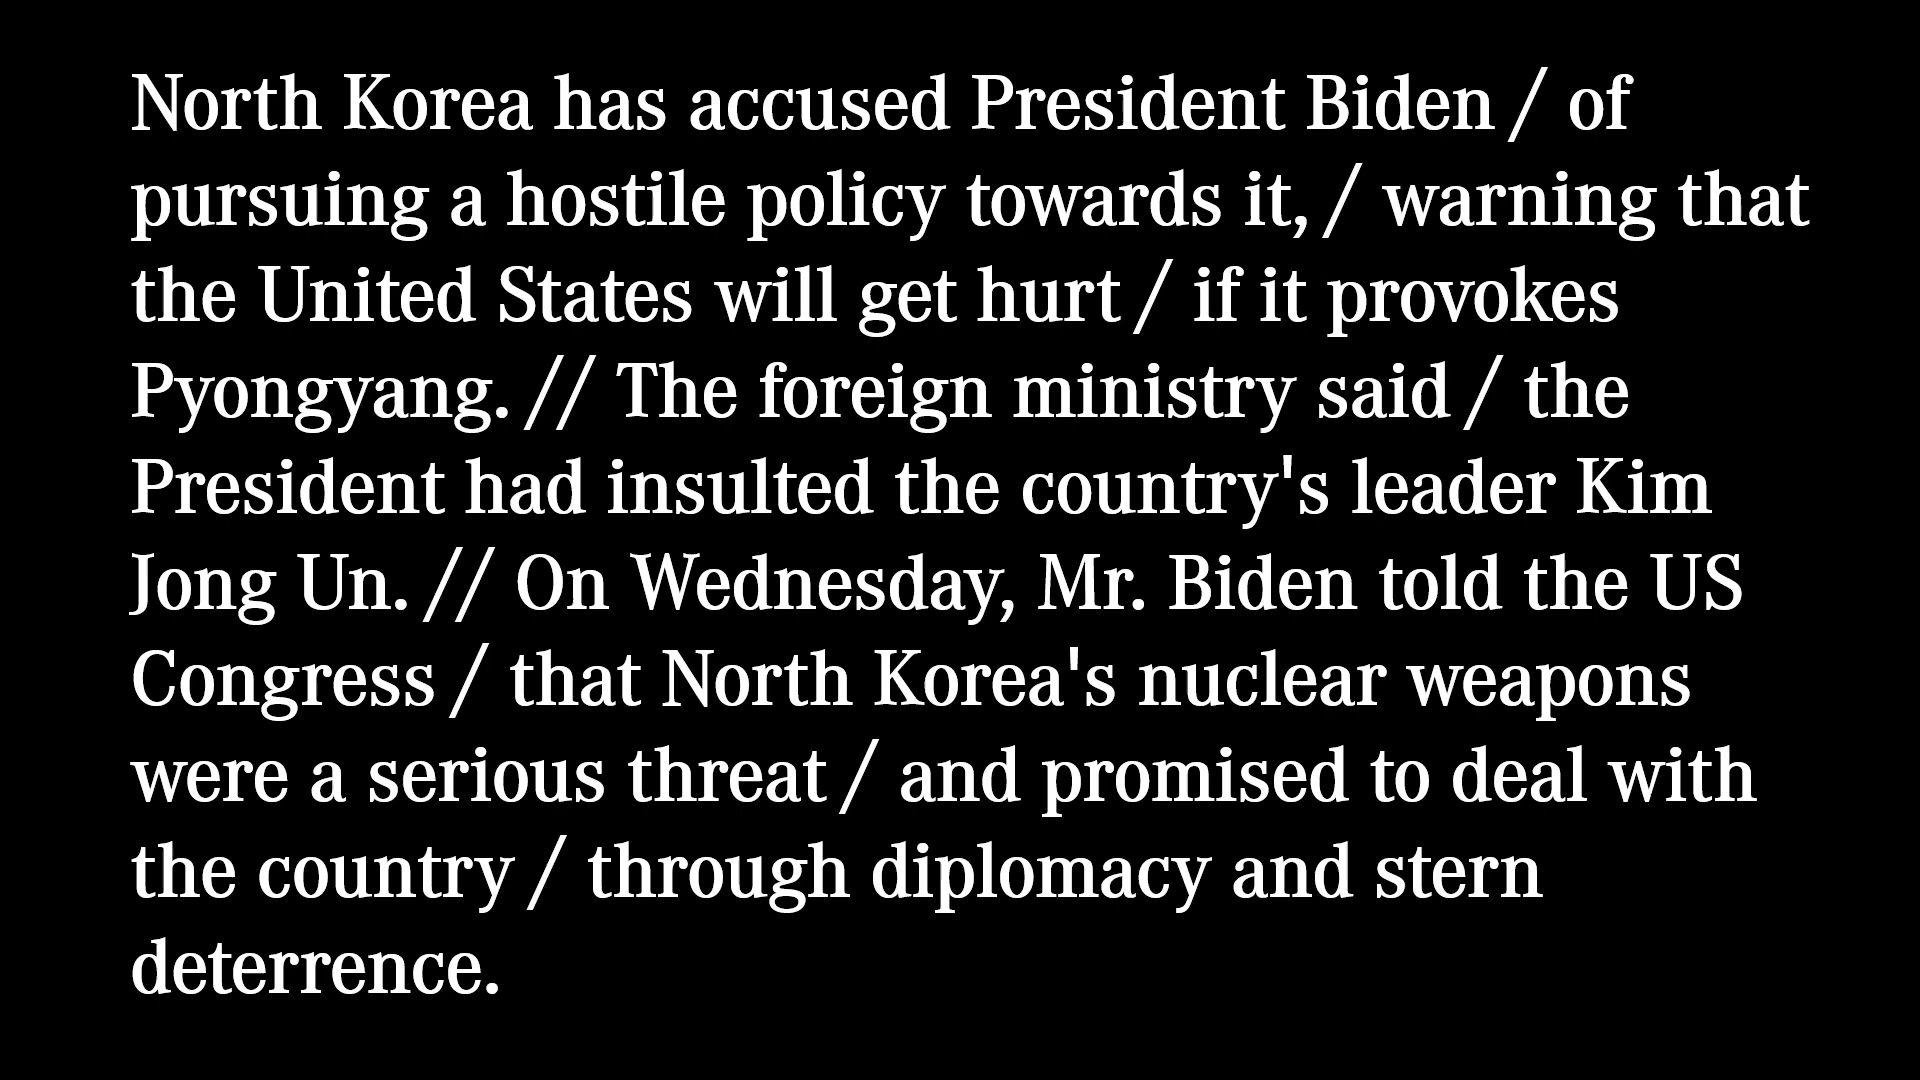 North Korea has accused President Biden / of
pursuing a hostile policy towards it, / warning that
the United States will get hurt / if it provokes
Pyongyang. // The foreign ministry said / the
President had insulted the country's leader Kim
Jong Un. // On Wednesday, Mr. Biden told the US
Congress / that North Korea's nuclear weapons
were a serious threat / and promised to deal with
the country / through diplomacy and stern
deterrence.